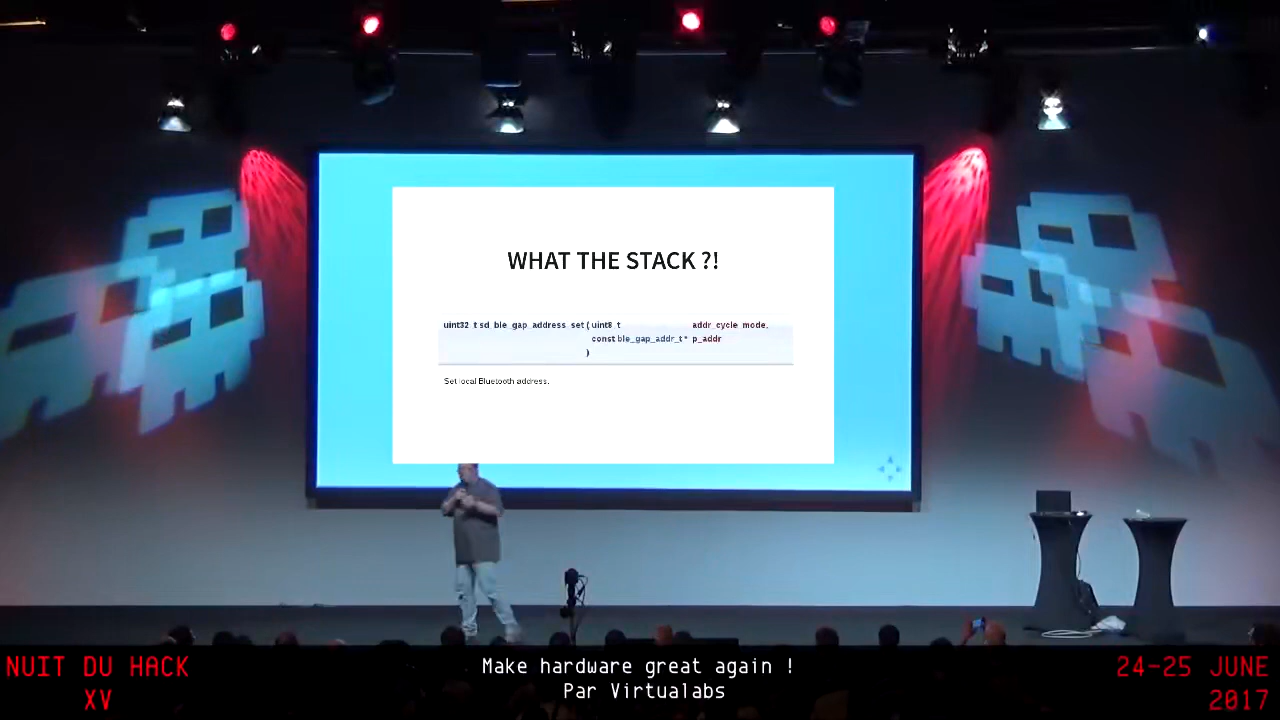 WHAT THE STACK ?!
uint32_t sd_ble_gap_address_set ( uint8_t addr_cycle_mode,
const ble_gap_addr_t * p_addr
)
Set local Bluetooth address.
NUIT DU HACK
XV
Make hardware great again !
Par Virtualabs
24-25 JUNE
2017